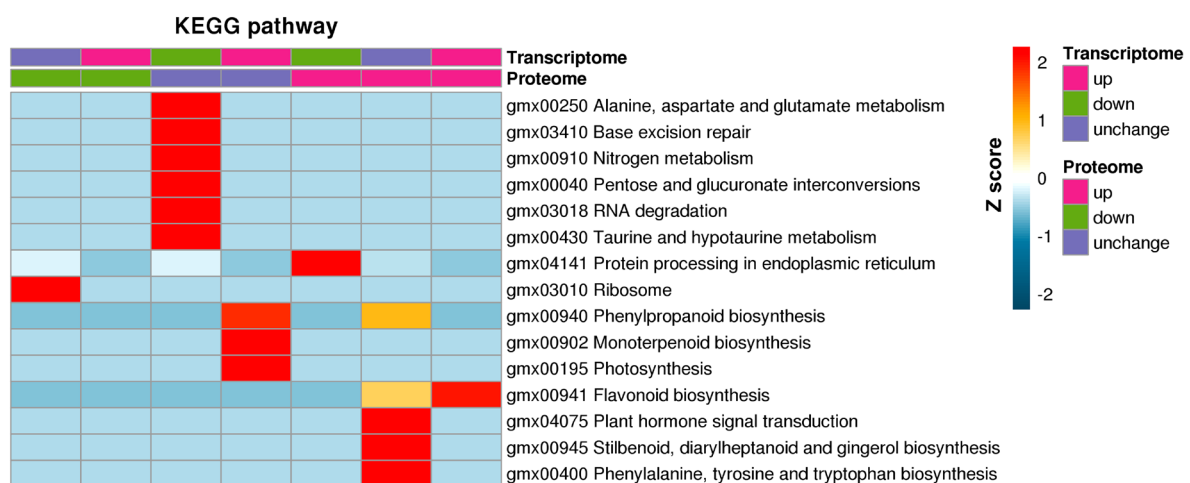 KEGG pathway
Transcriptome
Proteome
gmx00250 Alanine, aspartate and glutamate metabolism
gmx03410 Base excision repair
gmx00910 Nitrogen metabolism
gmx00040 Pentose and glucuronate interconversions
gmx03018 RNA degradation
gmx00430 Taurine and hypotaurine metabolism
gmx04141 Protein processing in endoplasmic reticulum
gmx03010 Ribosome
gmx00940 Phenylpropanoid biosynthesis
gmx00902 Monoterpenoid biosynthesis
gmx00195 Photosynthesis
gmx00941 Flavonoid biosynthesis
gmx04075 Plant hormone signal transduction
gmx00945 Stilbenoid, diarylheptanoid and gingerol biosynthesis
gmx00400 Phenylalanine, tyrosine and tryptophan biosynthesis
Z score
2
1
0
-1
-2
Transcriptome
up
down
unchange
Proteome
up
down
unchange